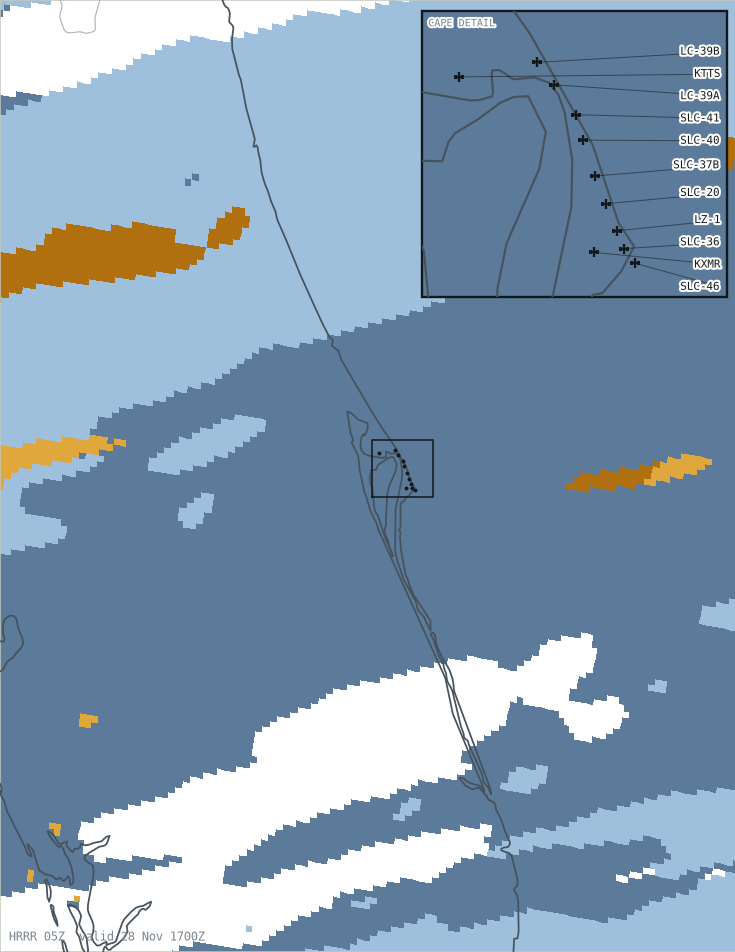 CAPE DETAIL
LC-39B
KTTS
LC-39A
SLC-41
SLC-40
SLC-37B
SLC-20
LZ-1
SLC-36
KXMR
SLC-46
HRRR 05Z valid 28 Nov 1700Z